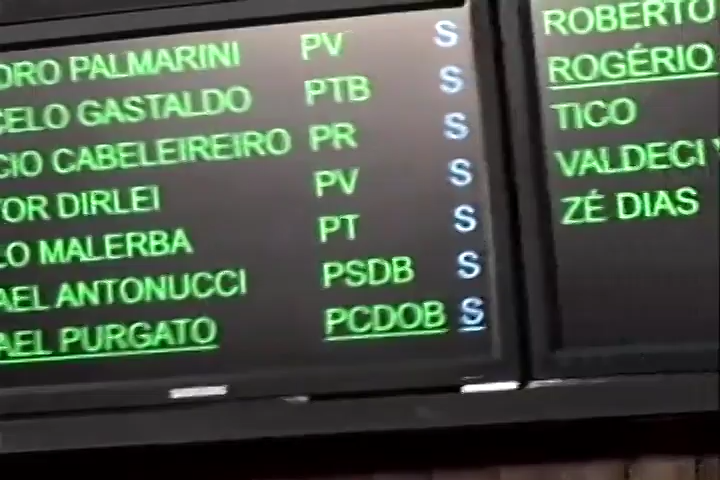 DRO PALMARINI PV S
CELO GASTALDO PTB S
CIO CABELEIREIRO PR S
TOR DIRLEI PV S
LO MALERBA PT S
AEL ANTONUCCI PSDB S
AEL PURGATO PCDOB S
ROBERTO
ROGÉRIO
TICO
VALDECI
ZÉ DIAS